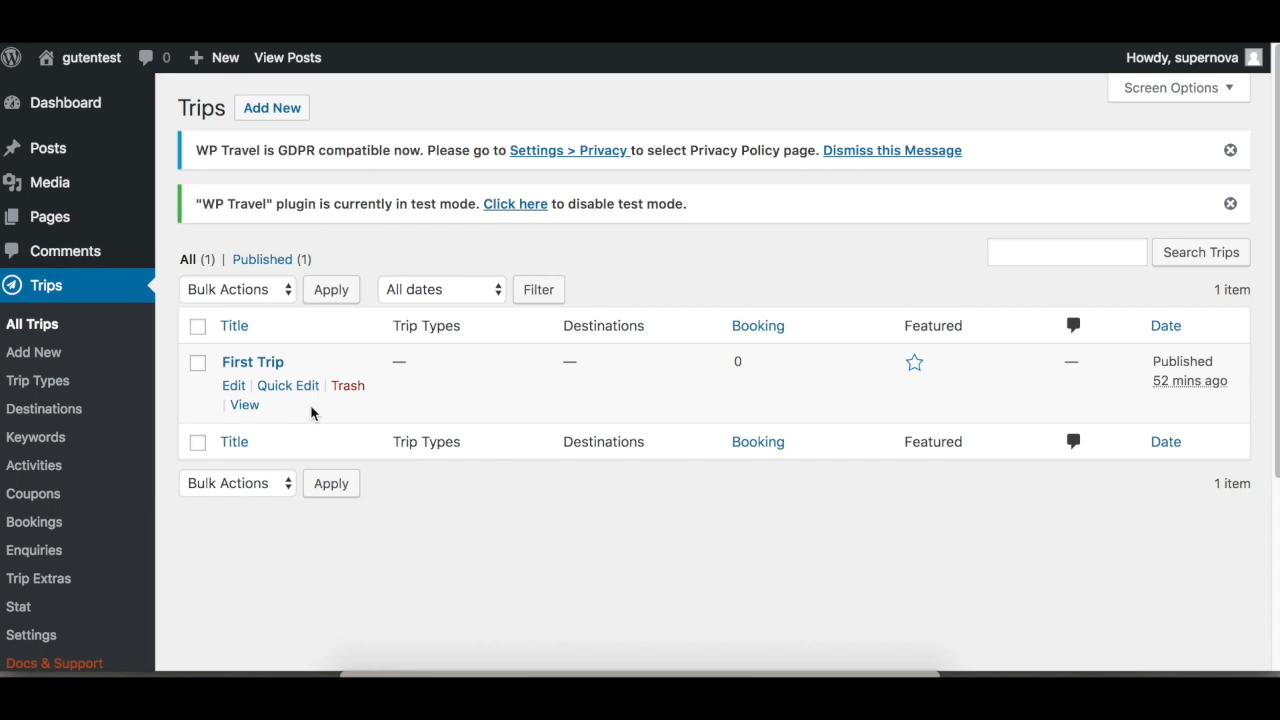 gutentest 0 New View Posts Howdy, supernova
Screen Options
Dashboard
Posts
Media
Pages
Comments
Trips
All Trips
Add New
Trip Types
Destinations
Keywords
Activities
Coupons
Bookings
Enquiries
Trip Extras
Stat
Settings
Docs & Support
Trips Add New
WP Travel is GDPR compatible now. Please go to Settings > Privacy to select Privacy Policy page. Dismiss this Message
"WP Travel" plugin is currently in test mode. Click here to disable test mode.
All (1) | Published (1)
Search Trips
Bulk Actions Apply All dates Filter 1 item
Title Trip Types Destinations Booking Featured Date
First Trip — — 0 — Published
Edit | Quick Edit | Trash 52 mins ago
| View
Title Trip Types Destinations Booking Featured Date
Bulk Actions Apply 1 item